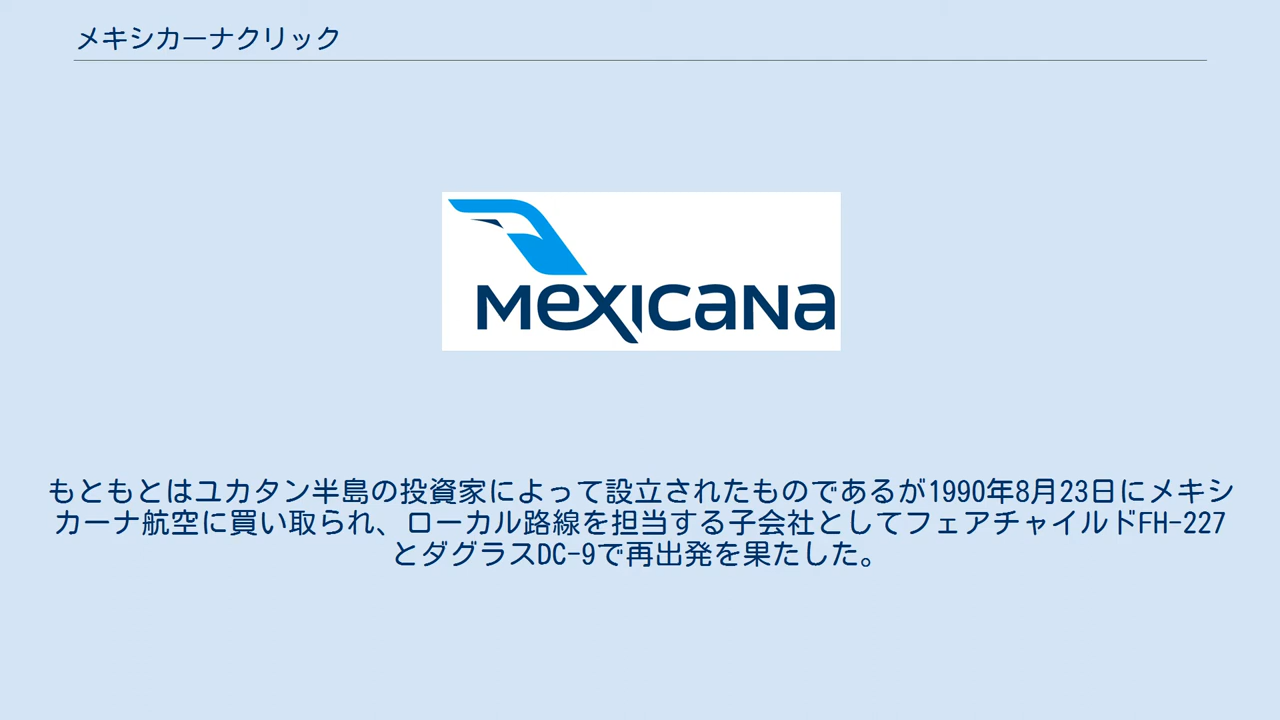 メキシカーナクリック
mexicana
もともとはユカタン半島の投資家によって設立されたものであるが1990年8月23日にメキシ
カーナ航空に買い取られ、ローカル路線を担当する子会社としてフェアチャイルドFH-227
とダグラスDC-9で再出発を果たした。